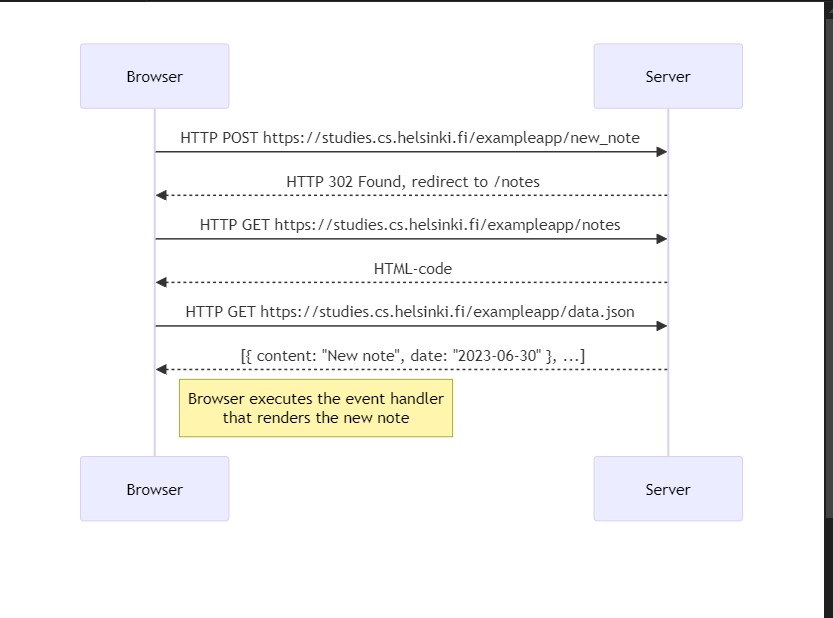 Browser
Server
HTTP POST https://studies.cs.helsinki.fi/exampleapp/new_note
HTTP 302 Found, redirect to /notes
HTTP GET https://studies.cs.helsinki.fi/exampleapp/notes
HTML-code
HTTP GET https://studies.cs.helsinki.fi/exampleapp/data.json
[{ content: "New note", date: "2023-06-30" }, ...]
Browser executes the event handler
that renders the new note
Browser
Server